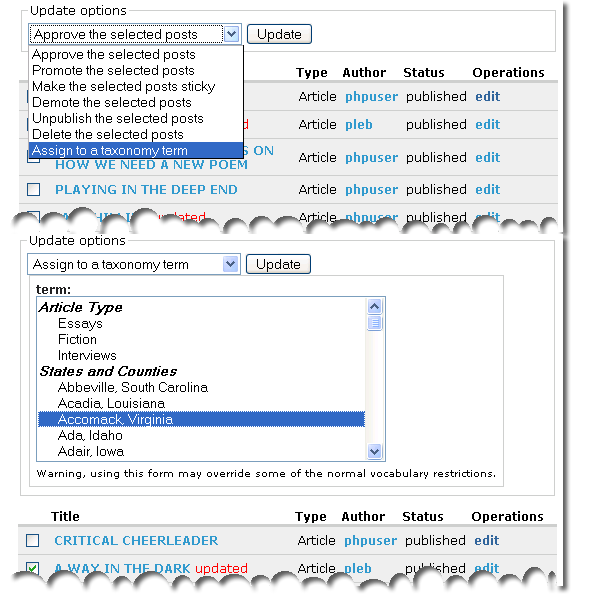 Update options
Approve the selected posts Update
Approve the selected posts
Promote the selected posts
Make the selected posts sticky
Demote the selected posts
Unpublish the selected posts
Delete the selected posts
Assign to a taxonomy term
Type Author Status Operations
Article phpuser published edit
Article pleb published edit
S ON
HOW WE NEED A NEW POEM Article phpuser published edit
PLAYING IN THE DEEP END Article phpuser published edit
Article phpuser published edit
Update options
Assign to a taxonomy term Update
term:
Article Type
Essays
Fiction
Interviews
States and Counties
Abbeville, South Carolina
Acadia, Louisiana
Accomack, Virginia
Ada, Idaho
Adair, Iowa
Warning, using this form may override some of the normal vocabulary restrictions.
Title Type Author Status Operations
CRITICAL CHEERLEADER Article phpuser published edit
A WAY IN THE DARK updated Article pleb published edit